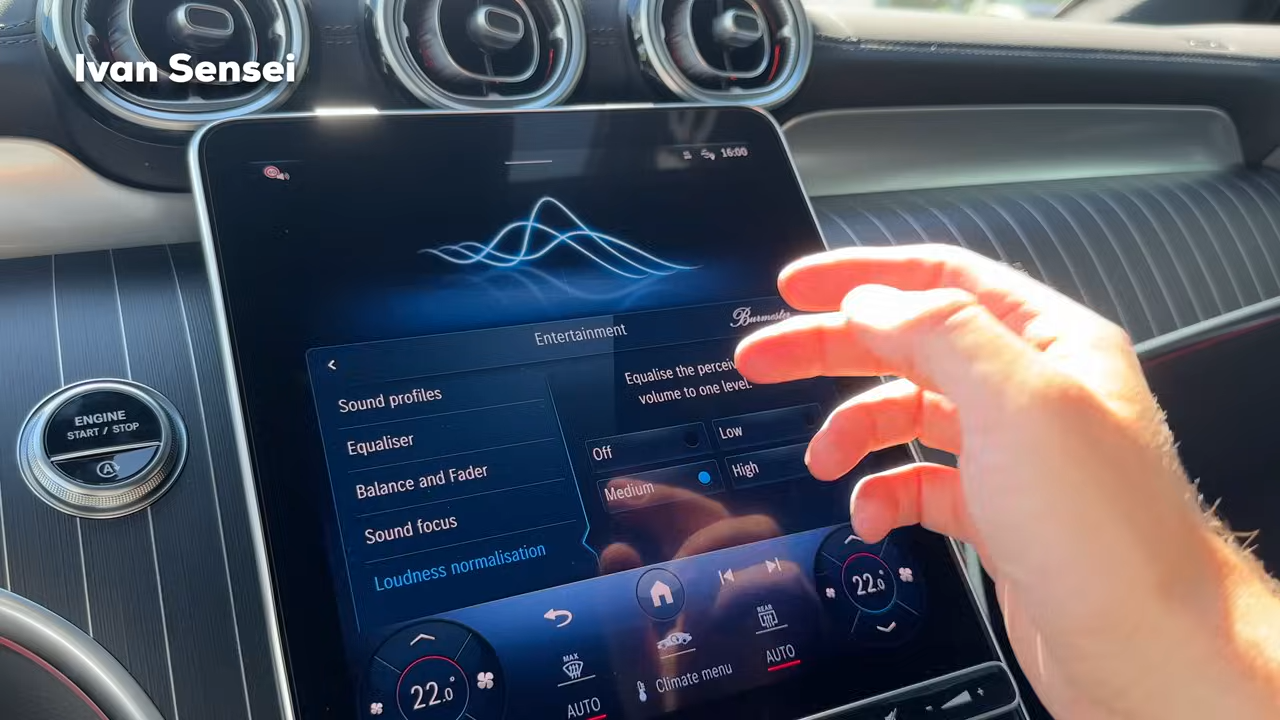 Ivan Sensei
16:00
Entertainment
Burmester
Sound profiles
Equaliser
Balance and Fader
Sound focus
Loudness normalisation
Equalise the
volume to one level.
Off
Low
Medium
High
ENGINE
START / STOP
A
22.0°
MAX
AUTO
Climate menu
REAR
AUTO
22.0°